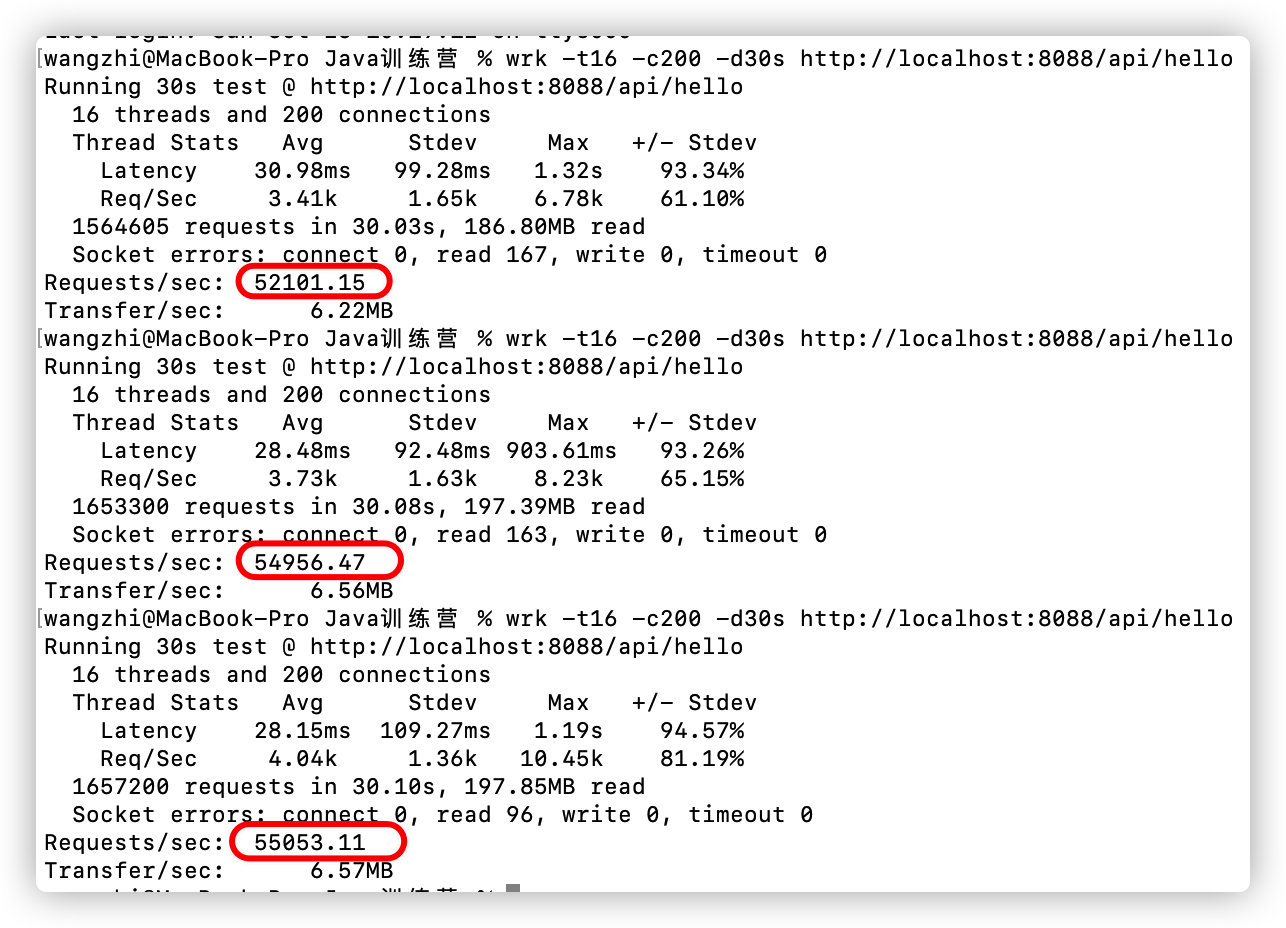 [wangzhi@MacBook-Pro Java训练营 % wrk -t16 -c200 -d30s http://localhost:8088/api/hello
Running 30s test @ http://localhost:8088/api/hello
  16 threads and 200 connections
  Thread Stats   Avg      Stdev     Max   +/- Stdev
    Latency    30.98ms   99.28ms   1.32s    93.34%
    Req/Sec     3.41k     1.65k    6.78k    61.10%
  1564605 requests in 30.03s, 186.80MB read
  Socket errors: connect 0, read 167, write 0, timeout 0
Requests/sec:  52101.15
Transfer/sec:      6.22MB
[wangzhi@MacBook-Pro Java训练营 % wrk -t16 -c200 -d30s http://localhost:8088/api/hello
Running 30s test @ http://localhost:8088/api/hello
  16 threads and 200 connections
  Thread Stats   Avg      Stdev     Max   +/- Stdev
    Latency    28.48ms   92.48ms 903.61ms   93.26%
    Req/Sec     3.73k     1.63k    8.23k    65.15%
  1653300 requests in 30.08s, 197.39MB read
  Socket errors: connect 0, read 163, write 0, timeout 0
Requests/sec:  54956.47
Transfer/sec:      6.56MB
[wangzhi@MacBook-Pro Java训练营 % wrk -t16 -c200 -d30s http://localhost:8088/api/hello
Running 30s test @ http://localhost:8088/api/hello
  16 threads and 200 connections
  Thread Stats   Avg      Stdev     Max   +/- Stdev
    Latency    28.15ms  109.27ms   1.19s    94.57%
    Req/Sec     4.04k     1.36k   10.45k    81.19%
  1657200 requests in 30.10s, 197.85MB read
  Socket errors: connect 0, read 96, write 0, timeout 0
Requests/sec:  55053.11
Transfer/sec:      6.57MB